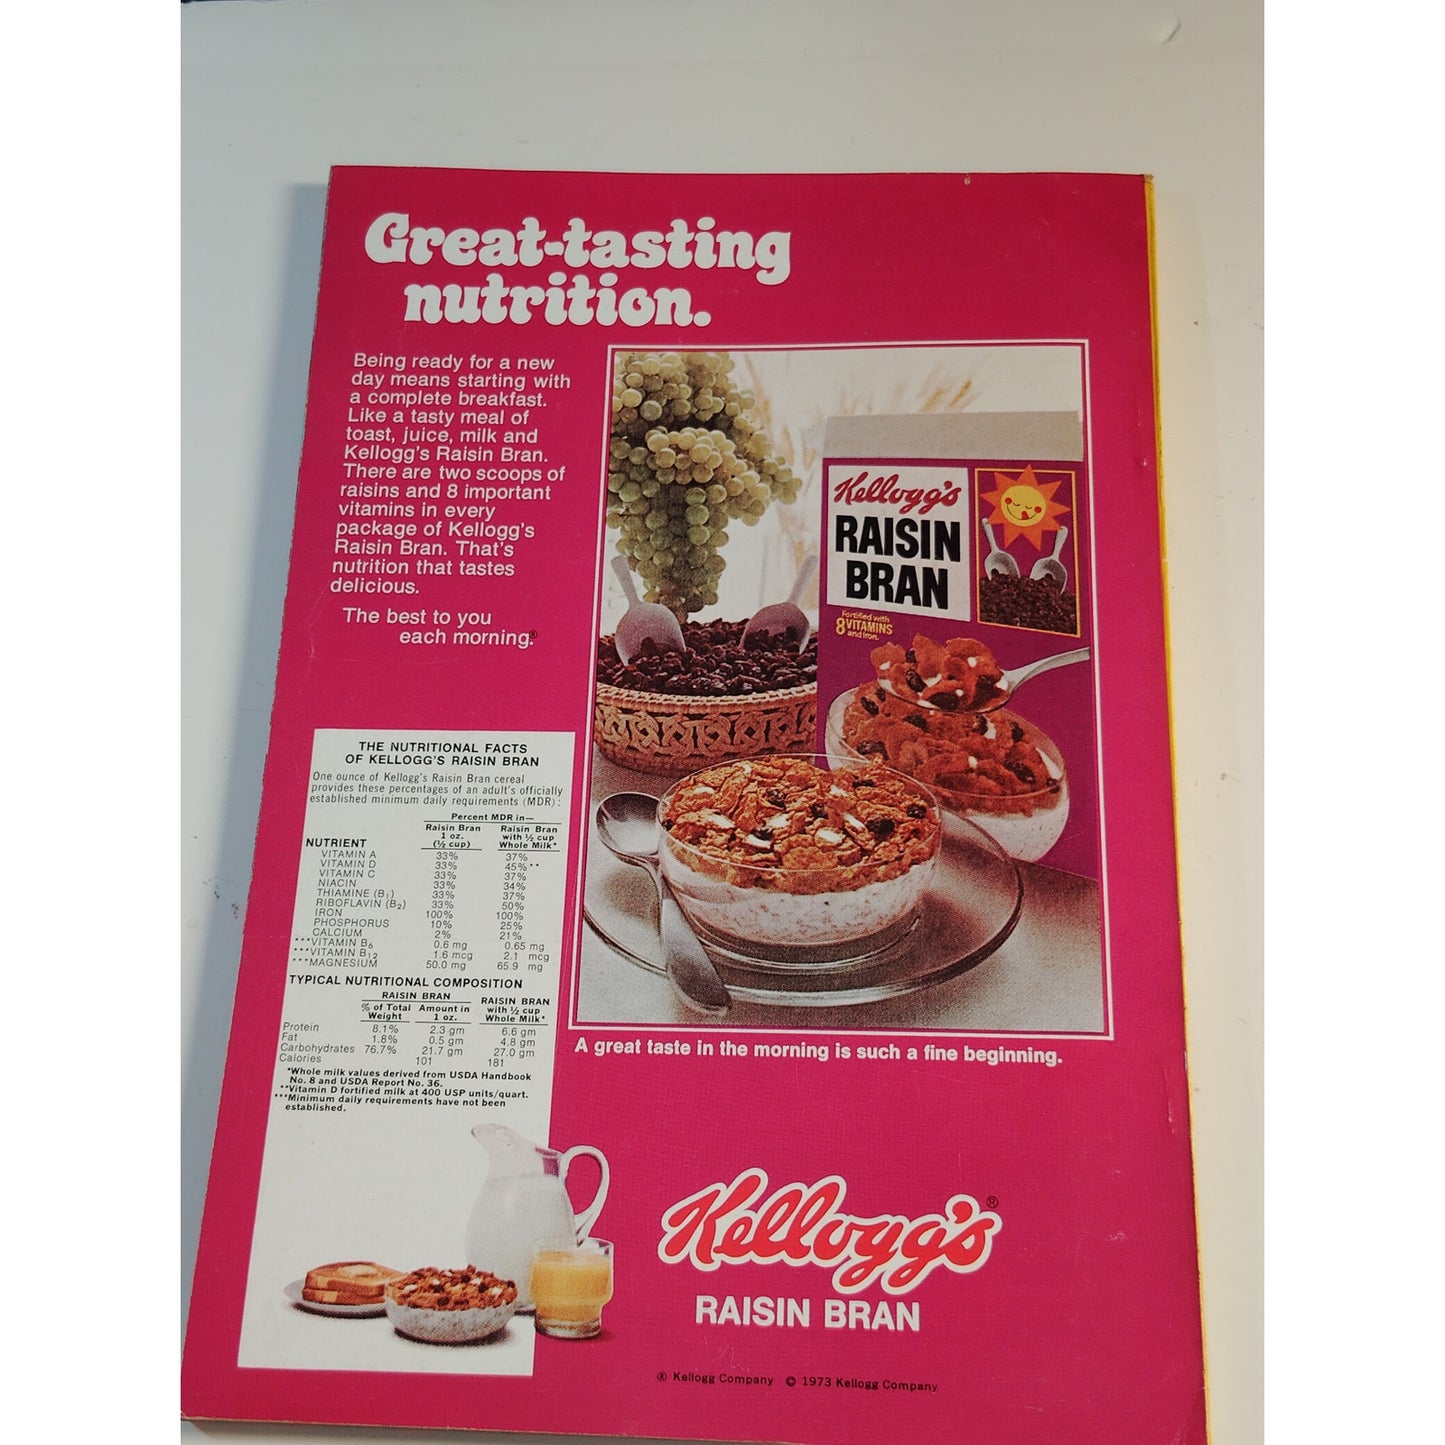 Great-tasting
nutrition.
Being ready for a new
day means starting with
a complete breakfast.
Like a tasty meal of
toast, juice, milk and
Kellogg's Raisin Bran.
There are two scoops of
raisins and 8 important
vitamins in every
package of Kellogg's
Raisin Bran. That's
nutrition that tastes
delicious.
The best to you
each morning.®
Kellogg's
RAISIN
BRAN
Fortified with
8 VITAMINS
and iron.
THE NUTRITIONAL FACTS
OF KELLOGG'S RAISIN BRAN
One ounce of Kellogg's Raisin Bran cereal
provides these percentages of an adult's officially
established minimum daily requirements (MDR):
Percent MDR in—
Raisin Bran Raisin Bran
1 oz. with ½ cup
NUTRIENT (½ cup) Whole Milk*
VITAMIN A 33% 37%
VITAMIN D 33% 45%**
VITAMIN C 33% 37%
NIACIN 33% 34%
THIAMINE (B1) 33% 37%
RIBOFLAVIN (B2) 33% 50%
IRON 100% 100%
PHOSPHORUS 10% 25%
CALCIUM 2% 21%
***VITAMIN B6 0.6 mg 0.65 mg
***VITAMIN B12 1.6 mcg 2.1 mcg
***MAGNESIUM 50.0 mg 65.9 mg
TYPICAL NUTRITIONAL COMPOSITION
RAISIN BRAN RAISIN BRAN
% of Total Amount in with ½ cup
Weight 1 oz. Whole Milk*
Protein 8.1% 2.3 gm 6.6 gm
Fat 1.8% 0.5 gm 4.8 gm
Carbohydrates 76.7% 21.7 gm 27.0 gm
Calories 101 181
*Whole milk values derived from USDA Handbook
No. 8 and USDA Report No. 36.
**Vitamin D fortified milk at 400 USP units/quart.
***Minimum daily requirements have not been
established.
A great taste in the morning is such a fine beginning.
Kellogg's®
RAISIN BRAN
® Kellogg Company © 1973 Kellogg Company